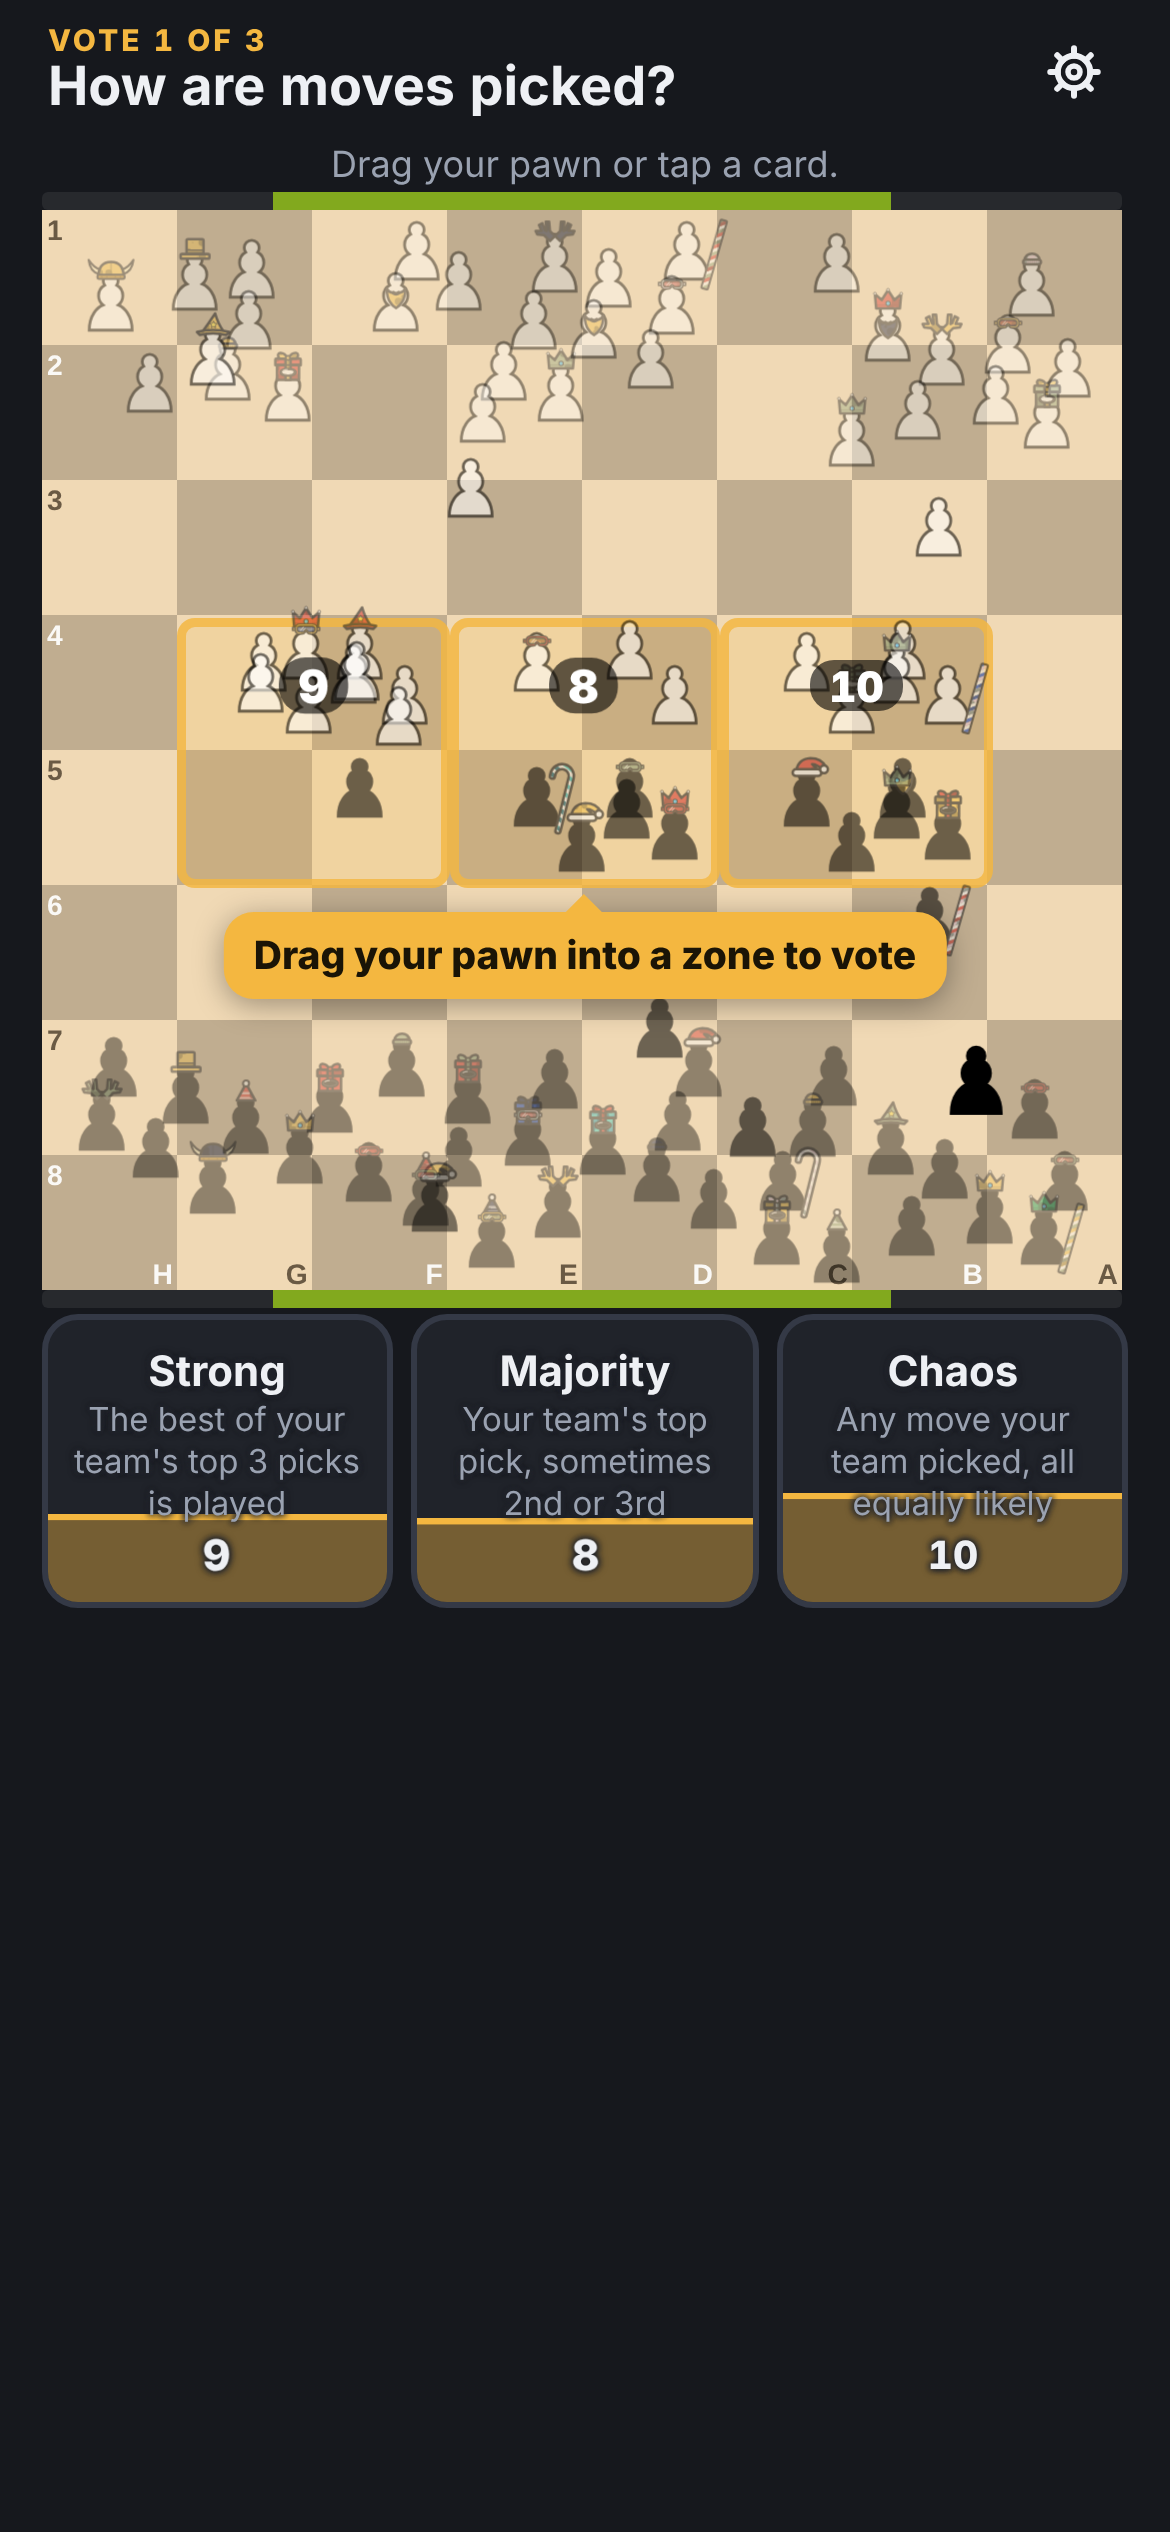 VOTE 1 OF 3
How are moves picked?
Drag your pawn or tap a card.
1
2
3
4
9
8
10
5
6
Drag your pawn into a zone to vote
7
8
H G F E D C B A
Strong
The best of your
team's top 3 picks
is played
9
Majority
Your team's top
pick, sometimes
2nd or 3rd
8
Chaos
Any move your
team picked, all
equally likely
10